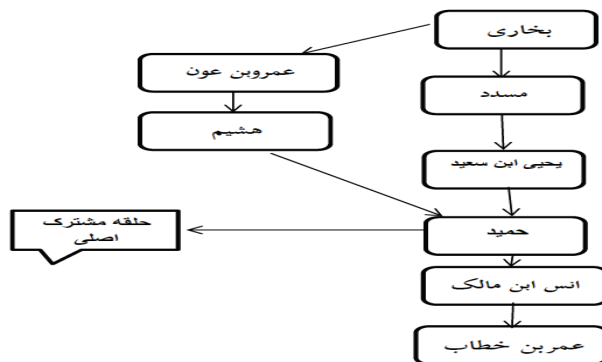 بخاری
عمروبن عون
مسدد
هشیم
یحیی ابن سعید
حلقه مشترک
اصلی
حمید
انس ابن مالک
عمربن خطاب